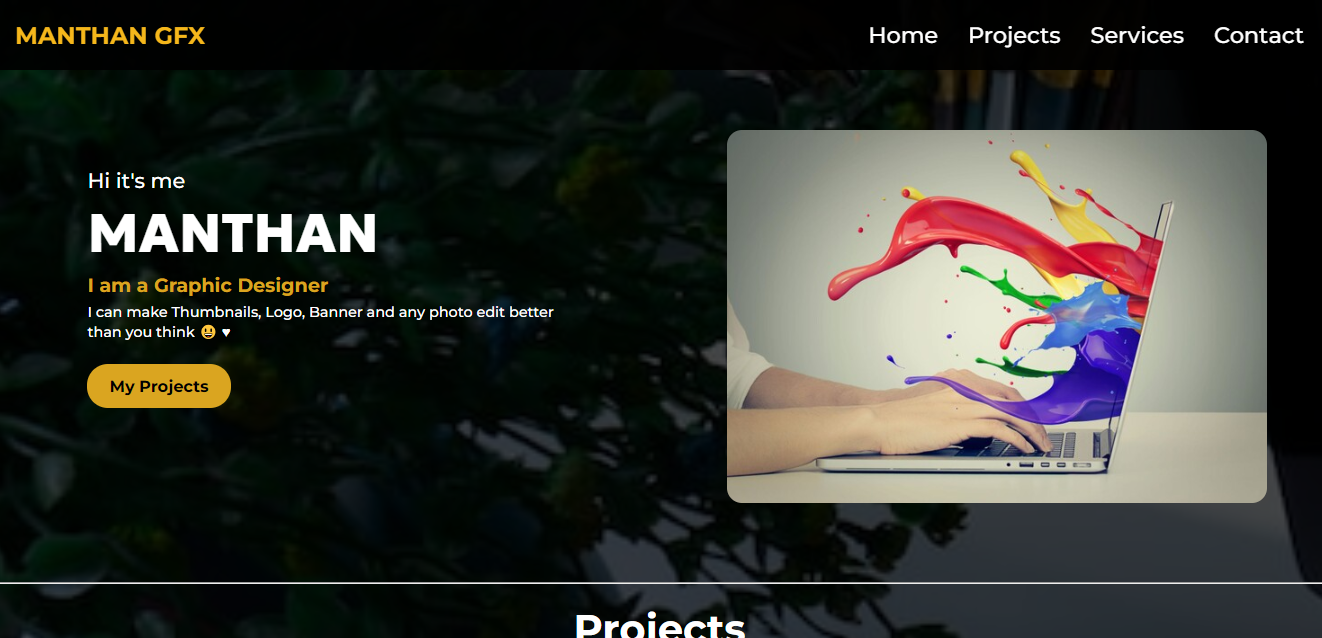 MANTHAN GFX
Home Projects Services Contact
Hi it's me
MANTHAN
I am a Graphic Designer
I can make Thumbnails, Logo, Banner and any photo edit better
than you think 😃 ♥
My Projects
Projects